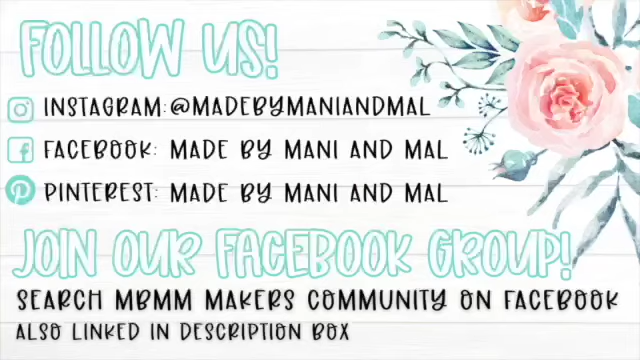 FOLLOW US!
INSTAGRAM:@MADEBYMANIANDMAL
FACEBOOK: MADE BY MANI AND MAL
PINTEREST: MADE BY MANI AND MAL
JOIN OUR FACEBOOK GROUP!
SEARCH MBMM MAKERS COMMUNITY ON FACEBOOK
ALSO LINKED IN DESCRIPTION BOX